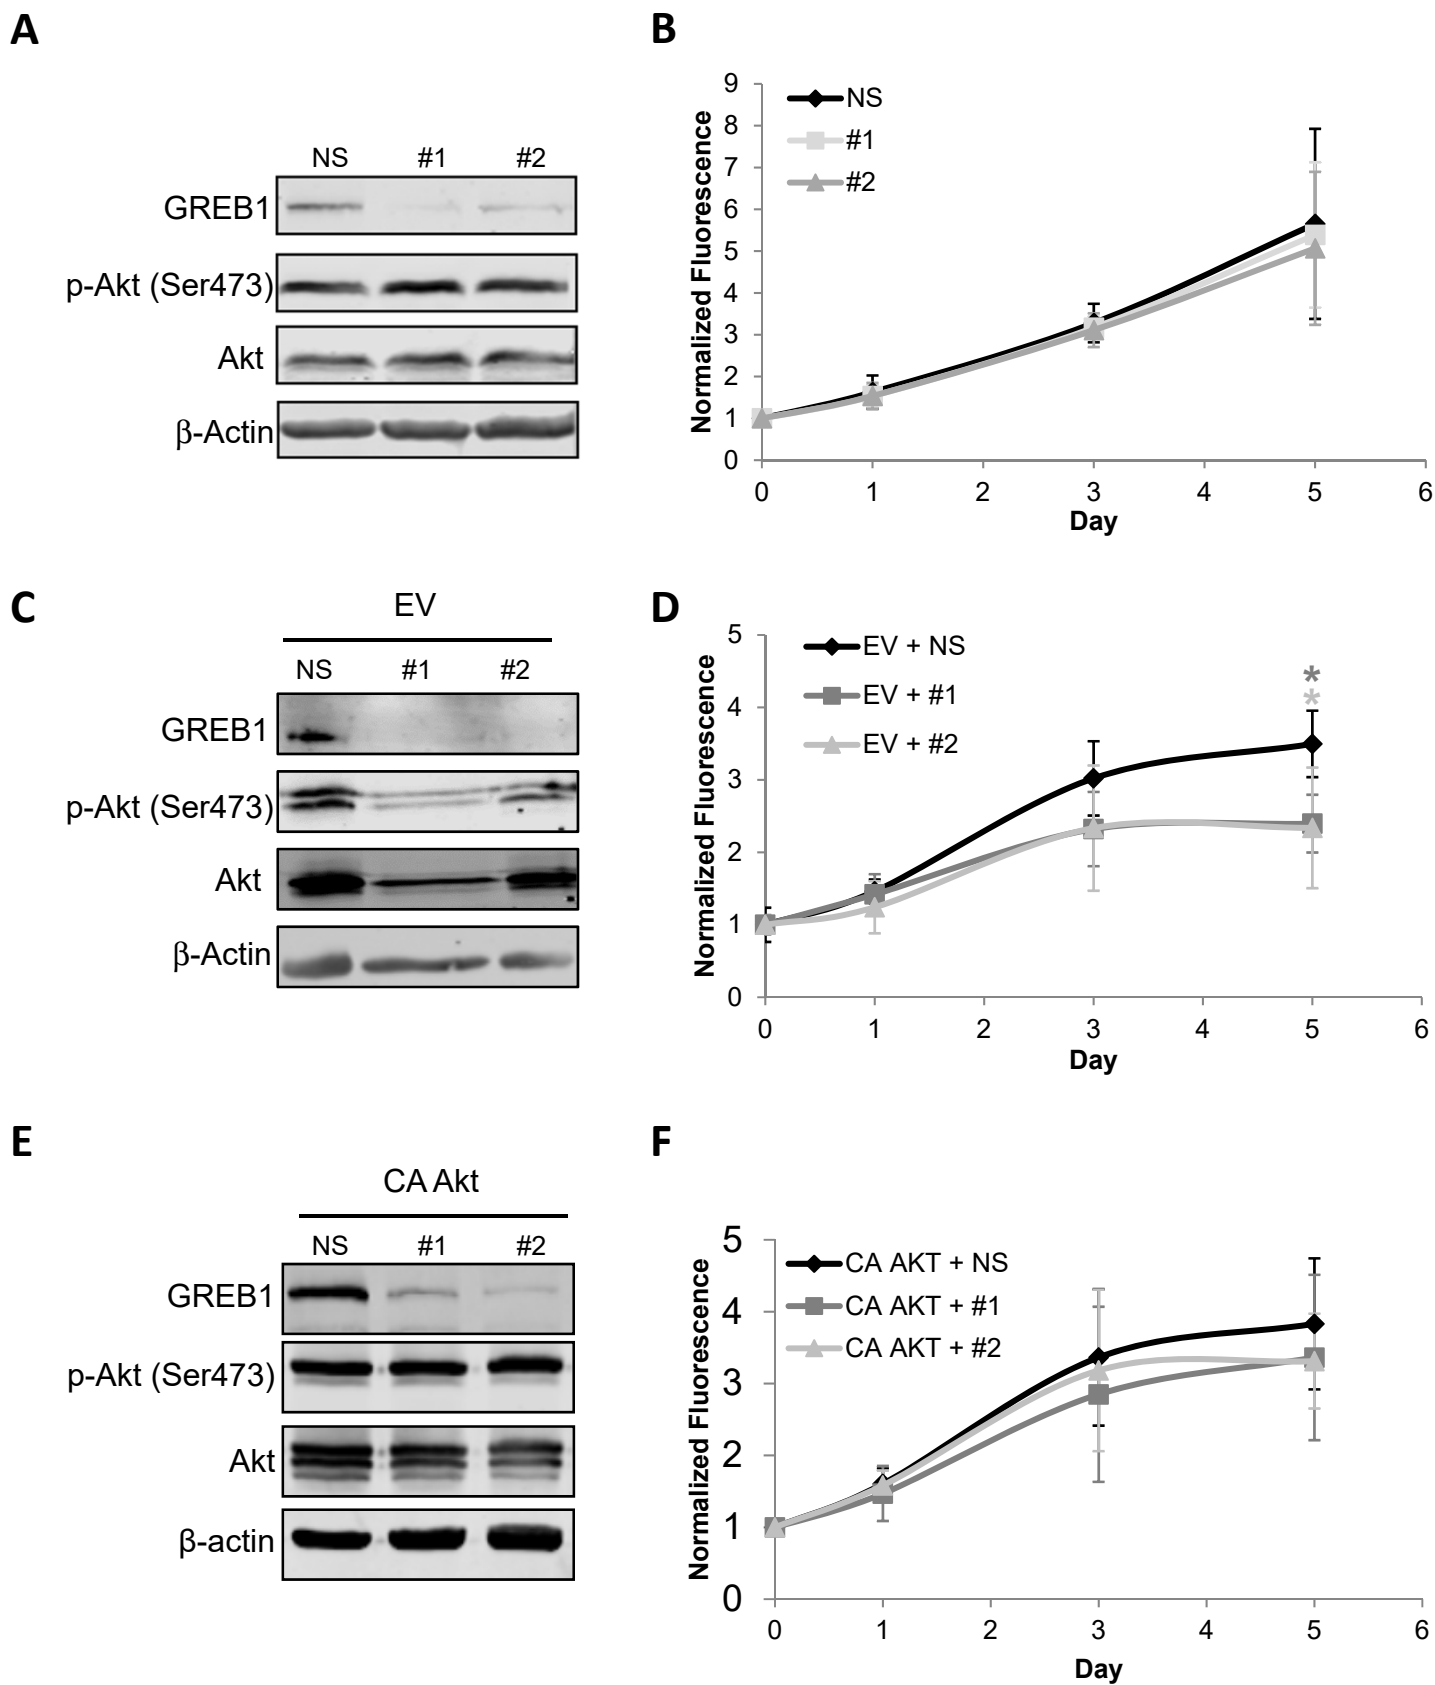 A
NS #1 #2
GREB1
p-Akt (Ser473)
Akt
β-Actin
B
9
8
7
6
5
4
3
2
1
0
Normalized Fluorescence
NS
#1
#2
0 1 2 3 4 5 6
Day
C
EV
NS #1 #2
GREB1
p-Akt (Ser473)
Akt
β-Actin
D
5
4
3
2
1
0
Normalized Fluorescence
EV + NS
EV + #1
EV + #2
*
*
0 1 2 3 4 5 6
Day
E
CA Akt
NS #1 #2
GREB1
p-Akt (Ser473)
Akt
β-actin
F
5
4
3
2
1
0
Normalized Fluorescence
CA AKT + NS
CA AKT + #1
CA AKT + #2
0 1 2 3 4 5 6
Day